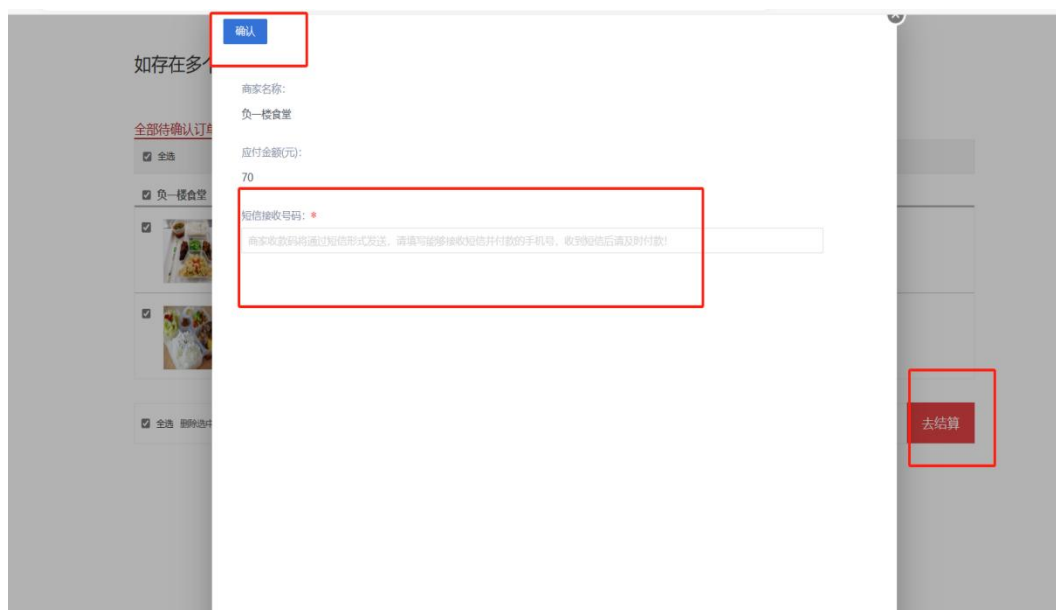 确认
如存在多
商家名称:
负一楼食堂
全部待确认订单
应付金额(元):
全选
70
负一楼食堂
短信接收号码: *
商家收款码将通过短信形式发送, 请填写能够接收短信并付款的手机号, 收到短信后请及时付款!
全选 删除选中
去结算